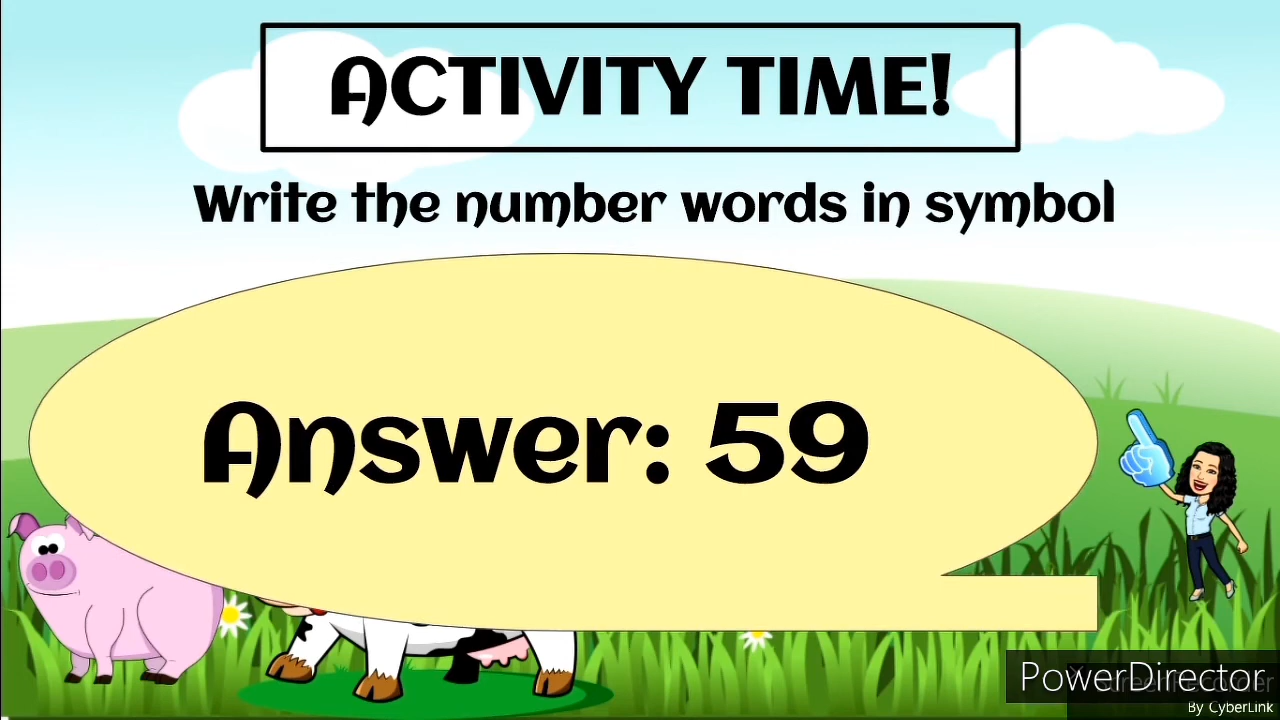 ACTIVITY TIME!
Write the number words in symbol
Answer: 59
PowerDirector
By CyberLink